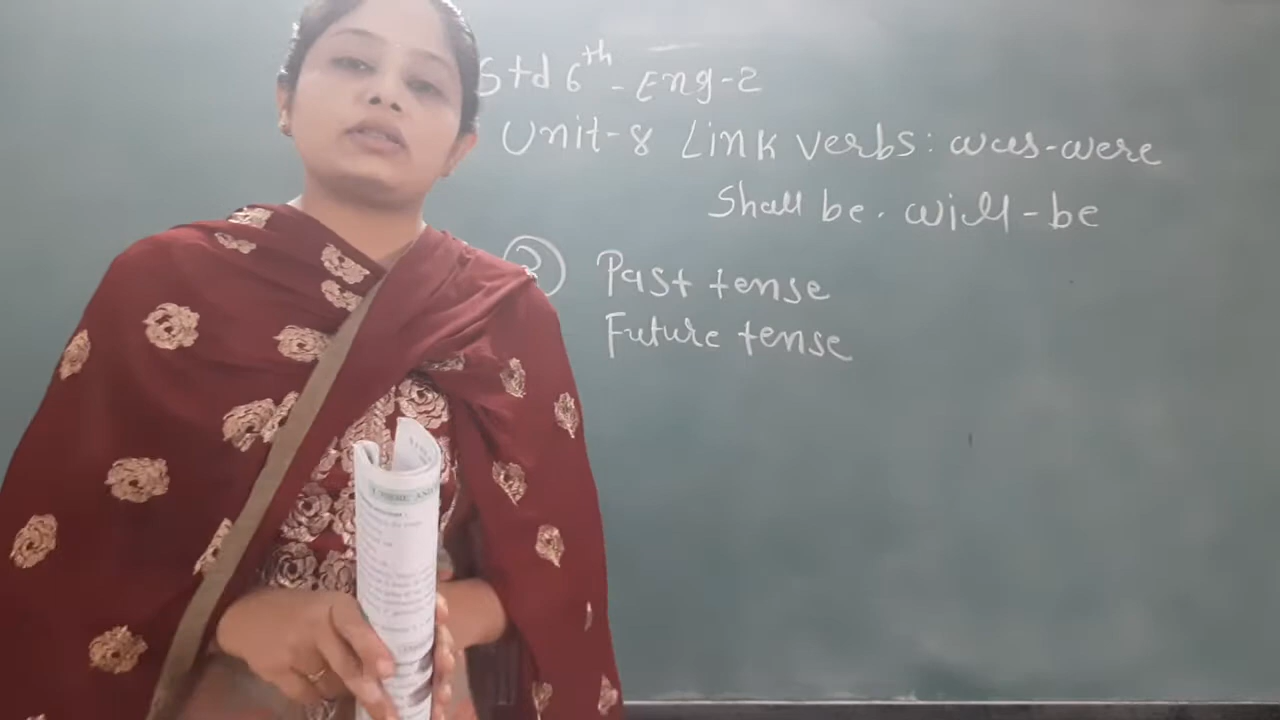 Std 6th - Eng-2
Unit-8 Link verbs: was-were
Shall be. will-be
Past tense
Future tense